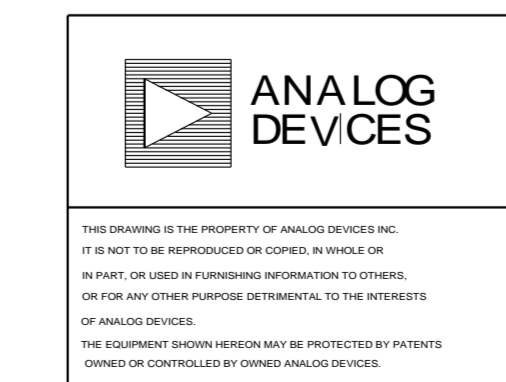 ANALOG
DEVICES
THIS DRAWING IS THE PROPERTY OF ANALOG DEVICES INC.
IT IS NOT TO BE REPRODUCED OR COPIED, IN WHOLE OR
IN PART, OR USED IN FURNISHING INFORMATION TO OTHERS,
OR FOR ANY OTHER PURPOSE DETRIMENTAL TO THE INTERESTS
OF ANALOG DEVICES.
THE EQUIPMENT SHOWN HEREON MAY BE PROTECTED BY PATENTS
OWNED OR CONTROLLED BY OWNED ANALOG DEVICES.